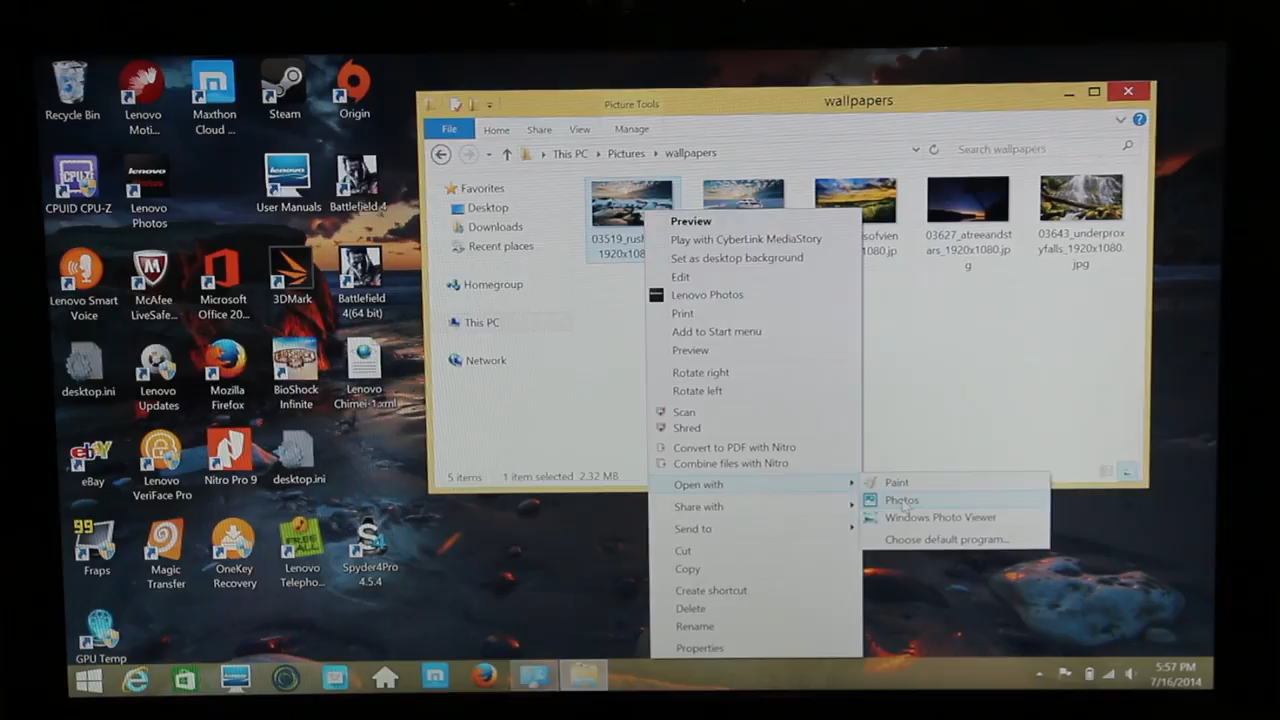 Recycle Bin
Lenovo
Moti...
Maxthon
Cloud ...
Steam
Origin
CPUID CPU-Z
lenovo
Lenovo
Photos
User Manuals
Battlefield 4
Lenovo Smart
Voice
McAfee
LiveSafe...
Microsoft
Office 20...
3DMark
Battlefield
4(64 bit)
desktop.ini
Lenovo
Updates
Mozilla
Firefox
BioShock
Infinite
Lenovo
Chimei-1.xml
eBay
Lenovo
VeriFace Pro
Nitro Pro 9
desktop.ini
99
Fraps
Magic
Transfer
OneKey
Recovery
Lenovo
Telepho...
Spyder4Pro
4.5.4
GPU Temp
Picture Tools
wallpapers
File
Home
Share
View
Manage
This PC
Pictures
wallpapers
Search wallpapers
Favorites
Desktop
Downloads
Recent places
Homegroup
This PC
Network
03519_rus
1920x108
sofvien
1080.jp
03627_atreeandst
ars_1920x1080.jp
g
03643_underprox
yfalls_1920x1080.
jpg
5 items
1 item selected 2.32 MB
Preview
Play with CyberLink MediaStory
Set as desktop background
Edit
Lenovo Photos
Print
Add to Start menu
Preview
Rotate right
Rotate left
Scan
Shred
Convert to PDF with Nitro
Combine files with Nitro
Open with
Share with
Send to
Cut
Copy
Create shortcut
Delete
Rename
Properties
Paint
Photos
Windows Photo Viewer
Choose default program...
5:57 PM
7/16/2014